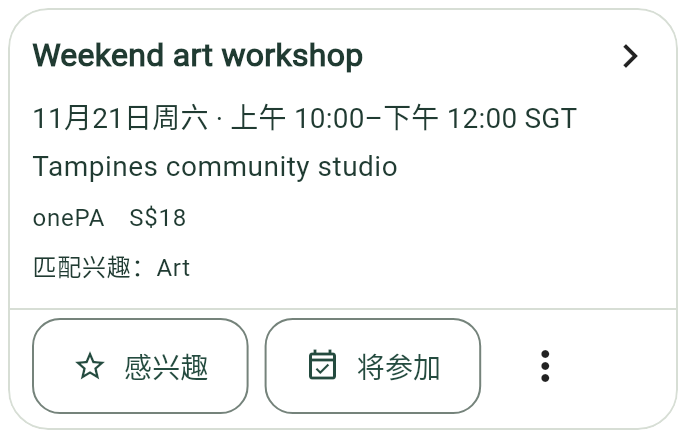 Weekend art workshop
11月21日周六 · 上午 10:00–下午 12:00 SGT
Tampines community studio
onePA S$18
匹配兴趣：Art
感兴趣 将参加